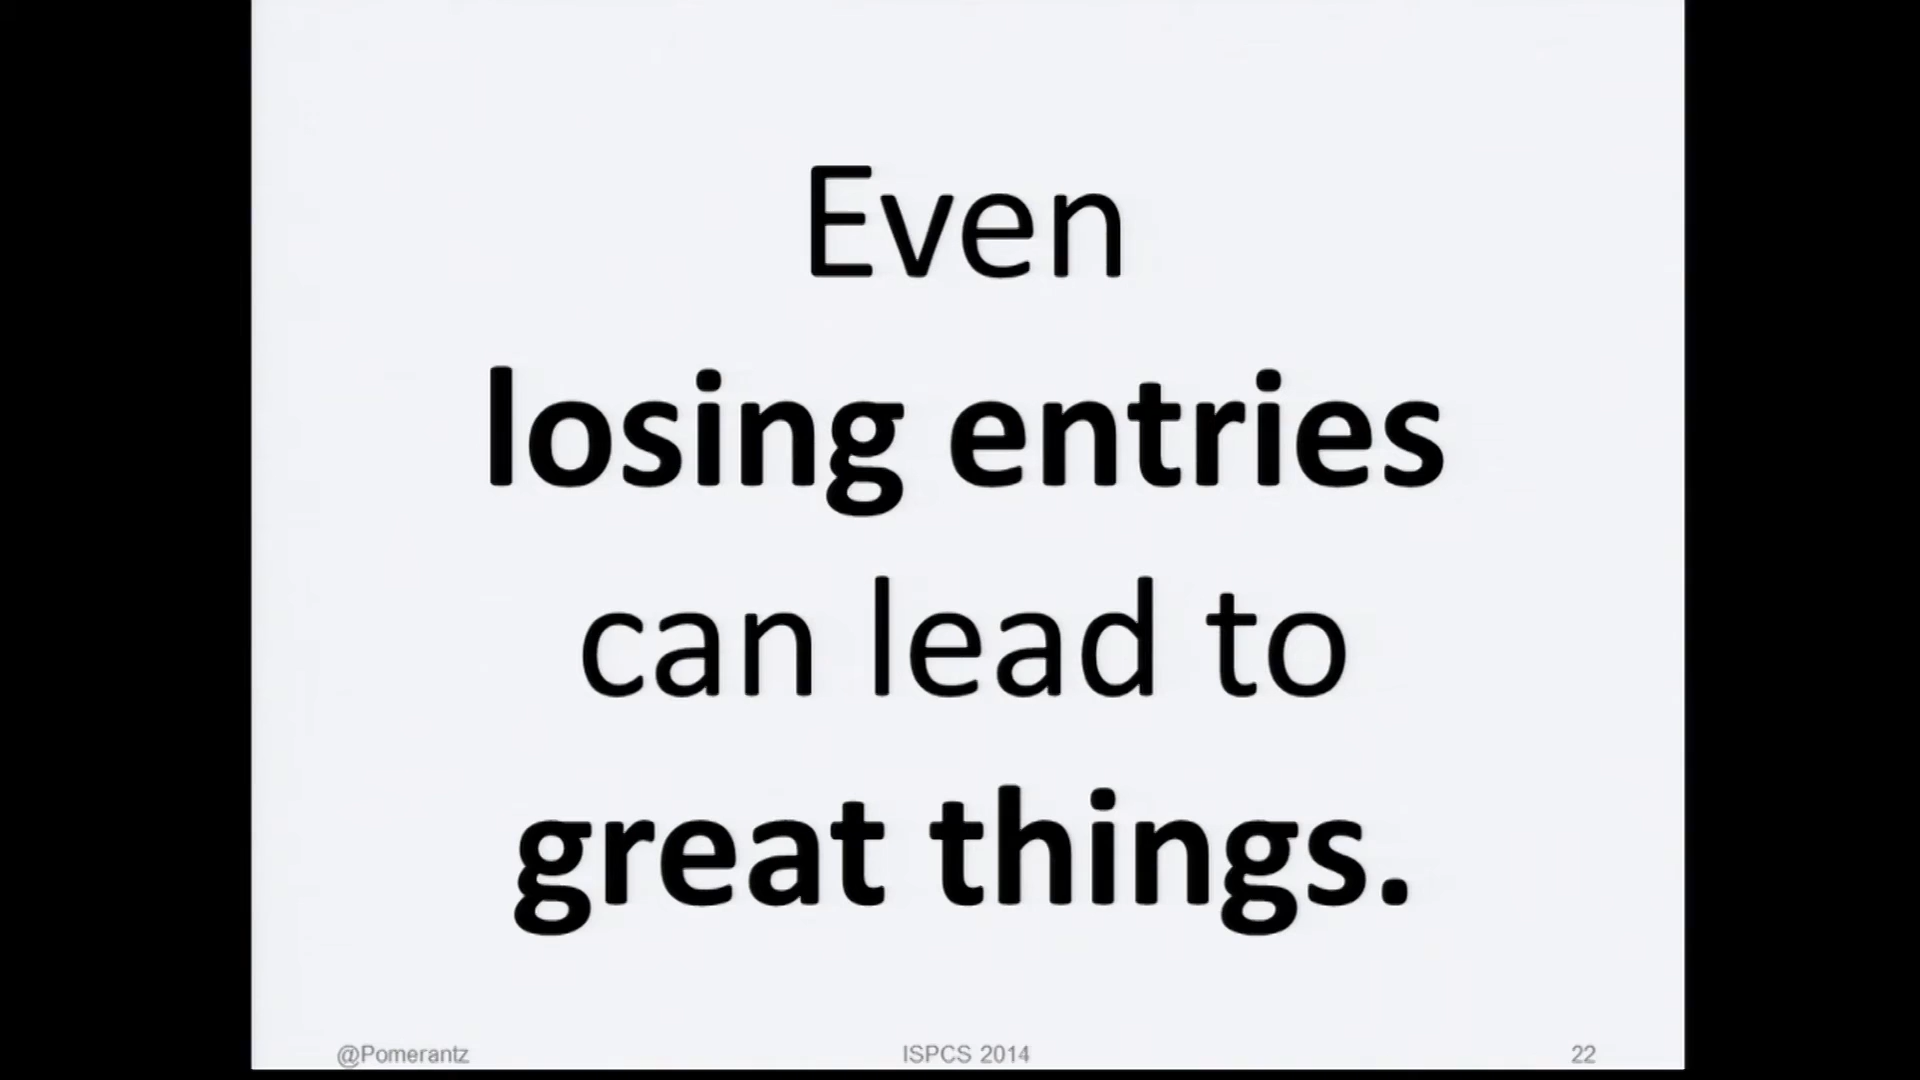 Even
losing entries
can lead to
great things.
@Pomerantz ISPCS 2014 22